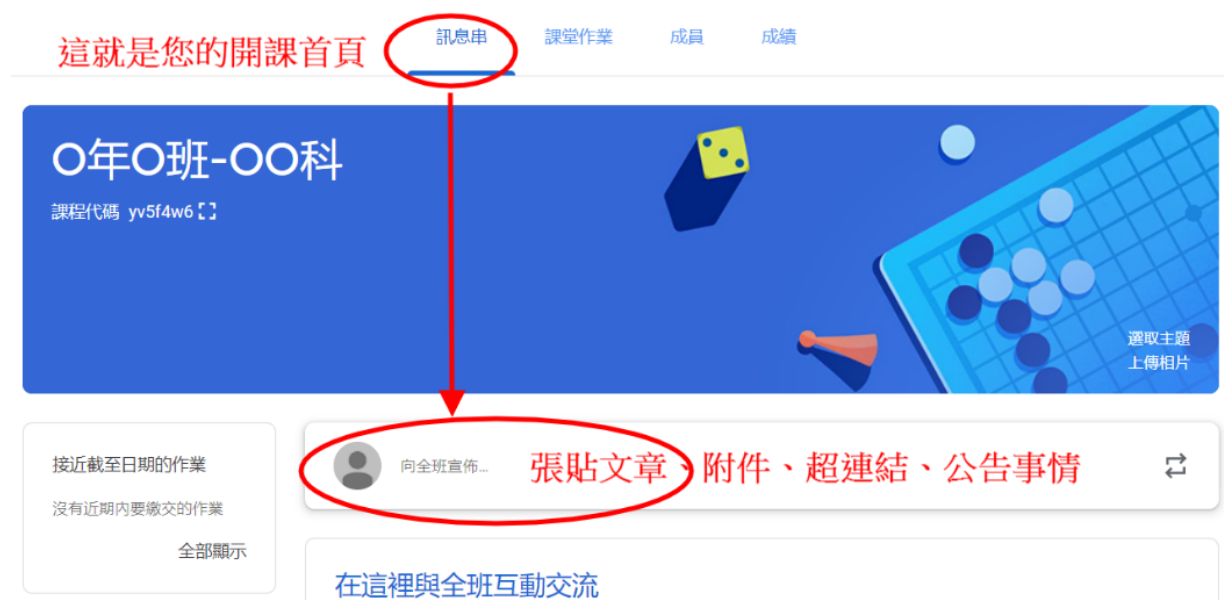 這就是您的開課首頁
訊息串 課堂作業 成員 成績
O年O班-OO科
課程代碼 yv5f4w6
選取主題
上傳相片
接近截至日期的作業
沒有近期內要繳交的作業
全部顯示
向全班宣佈...
張貼文章、附件、超連結、公告事情
在這裡與全班互動交流